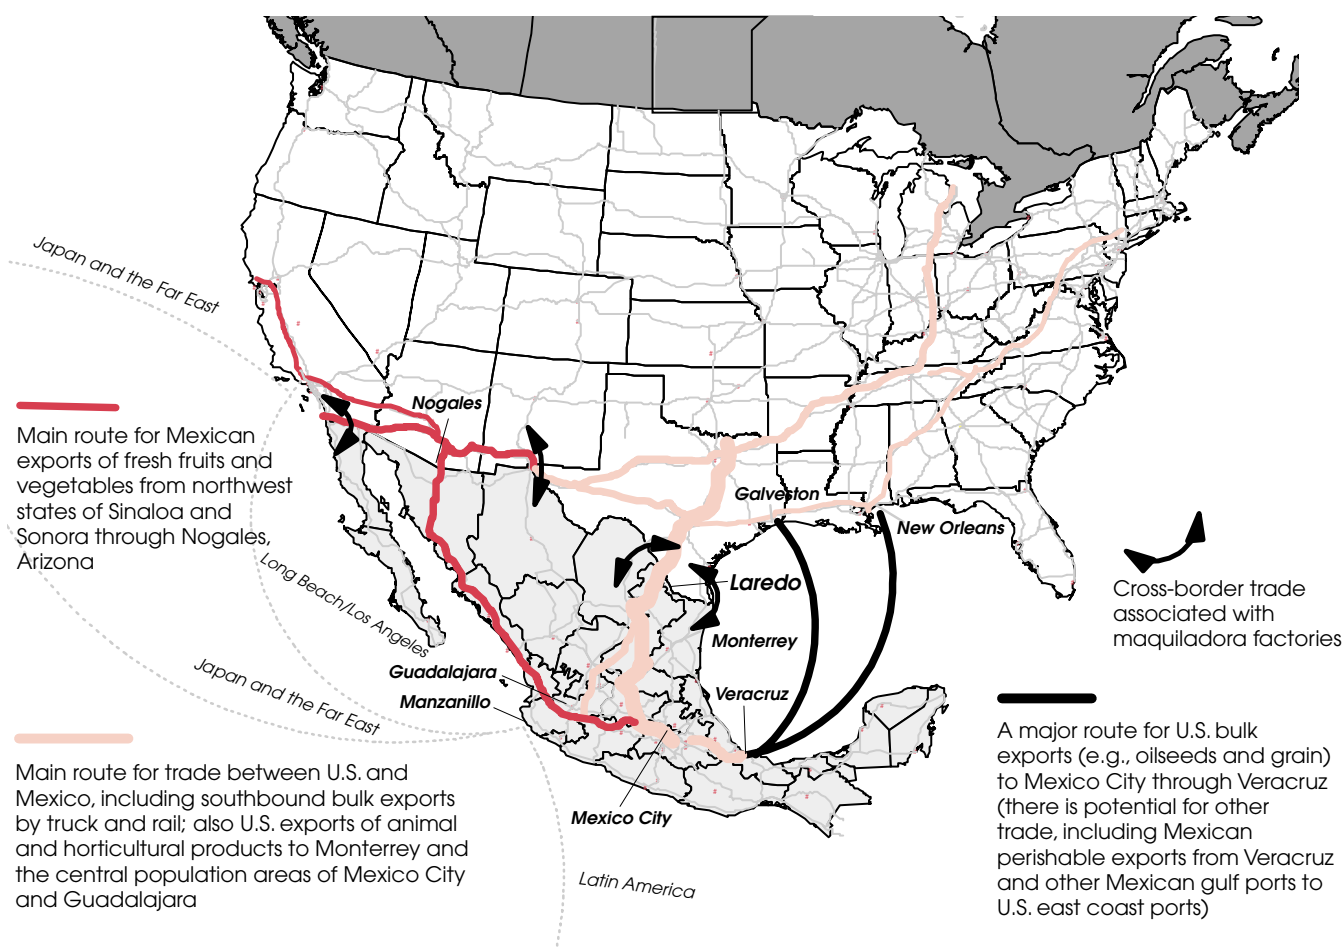 Japan and the Far East
Nogales
Main route for Mexican
exports of fresh fruits and
vegetables from northwest
states of Sinaloa and
Sonora through Nogales,
Arizona
Galveston
New Orleans
Long Beach/Los Angeles
Laredo
Cross-border trade
associated with
maquiladora factories
Monterrey
Japan and the Far East
Guadalajara
Manzanillo
Veracruz
A major route for U.S. bulk
exports (e.g., oilseeds and grain)
to Mexico City through Veracruz
(there is potential for other
trade, including Mexican
perishable exports from Veracruz
and other Mexican gulf ports to
U.S. east coast ports)
Main route for trade between U.S. and
Mexico, including southbound bulk exports
by truck and rail; also U.S. exports of animal
and horticultural products to Monterrey and
the central population areas of Mexico City
and Guadalajara
Mexico City
Latin America